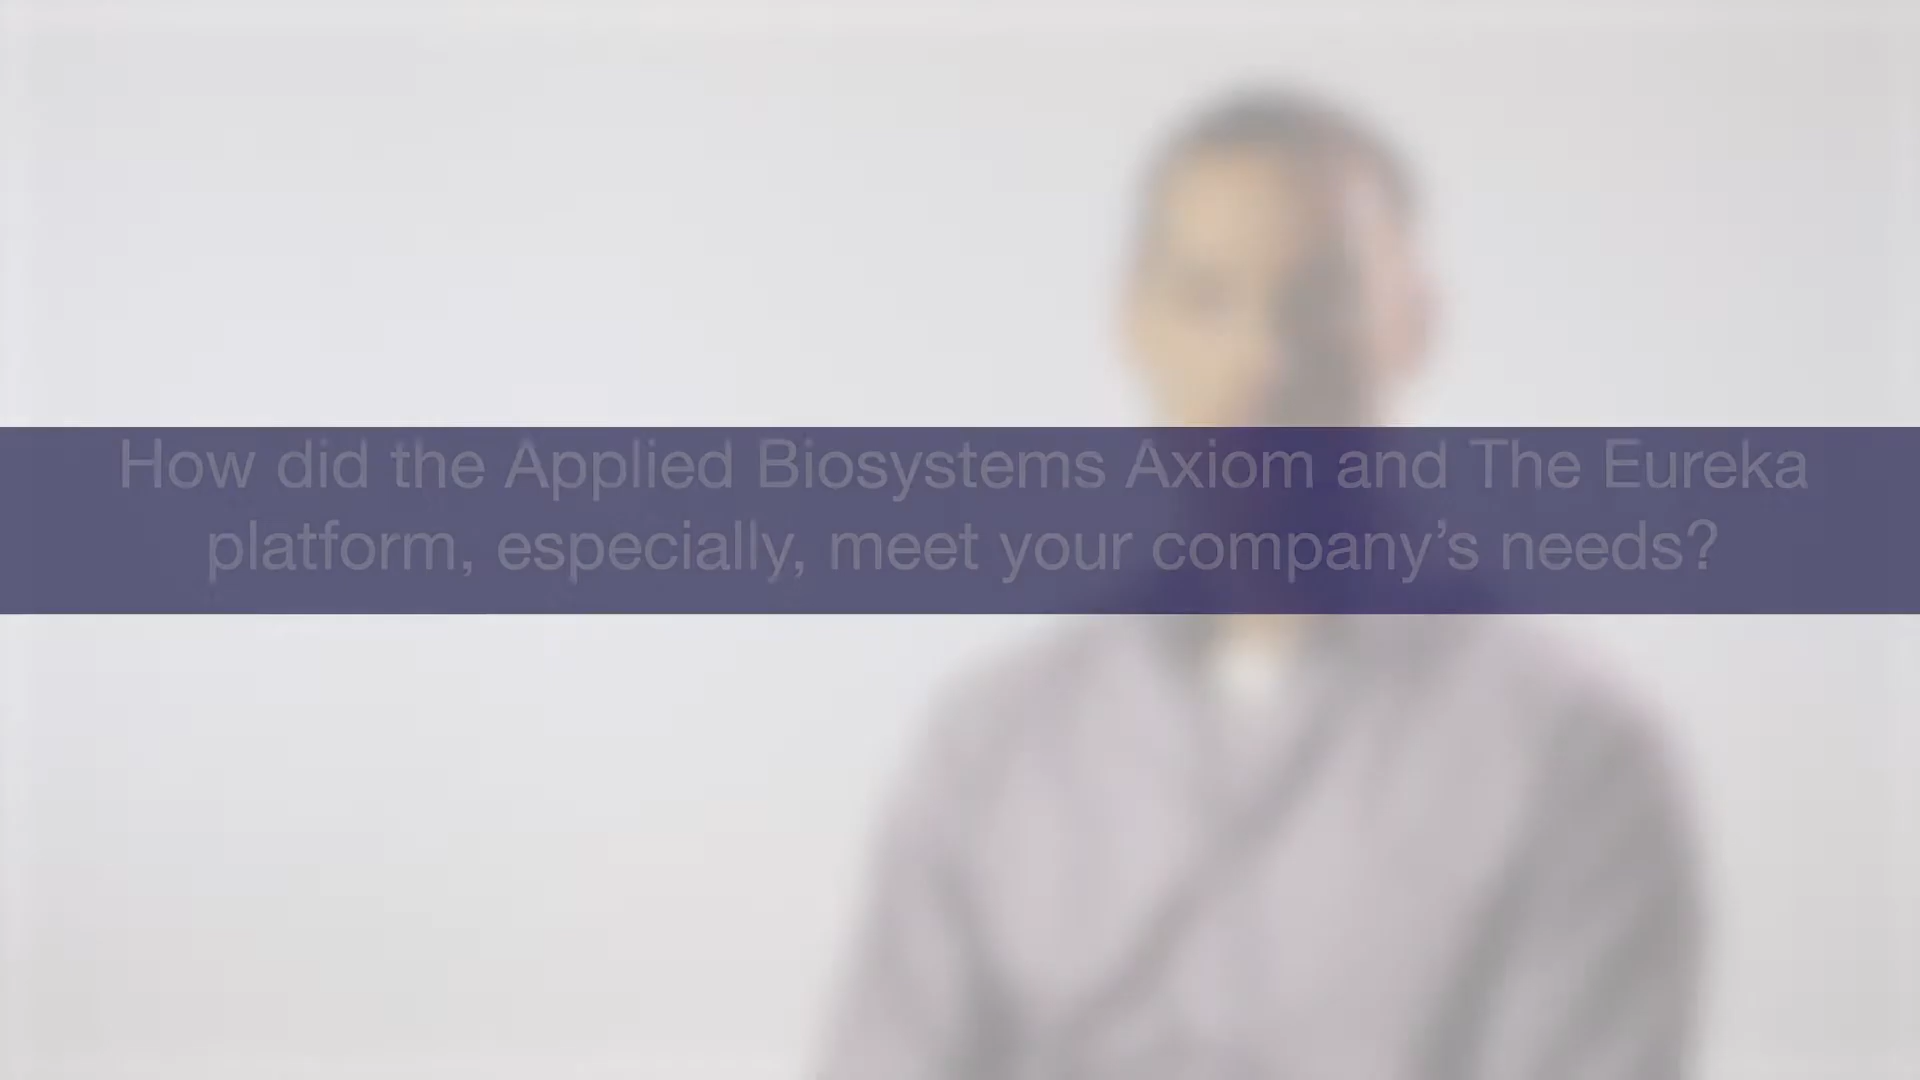 How did the Applied Biosystems Axiom and The Eureka
platform, especially, meet your company’s needs?